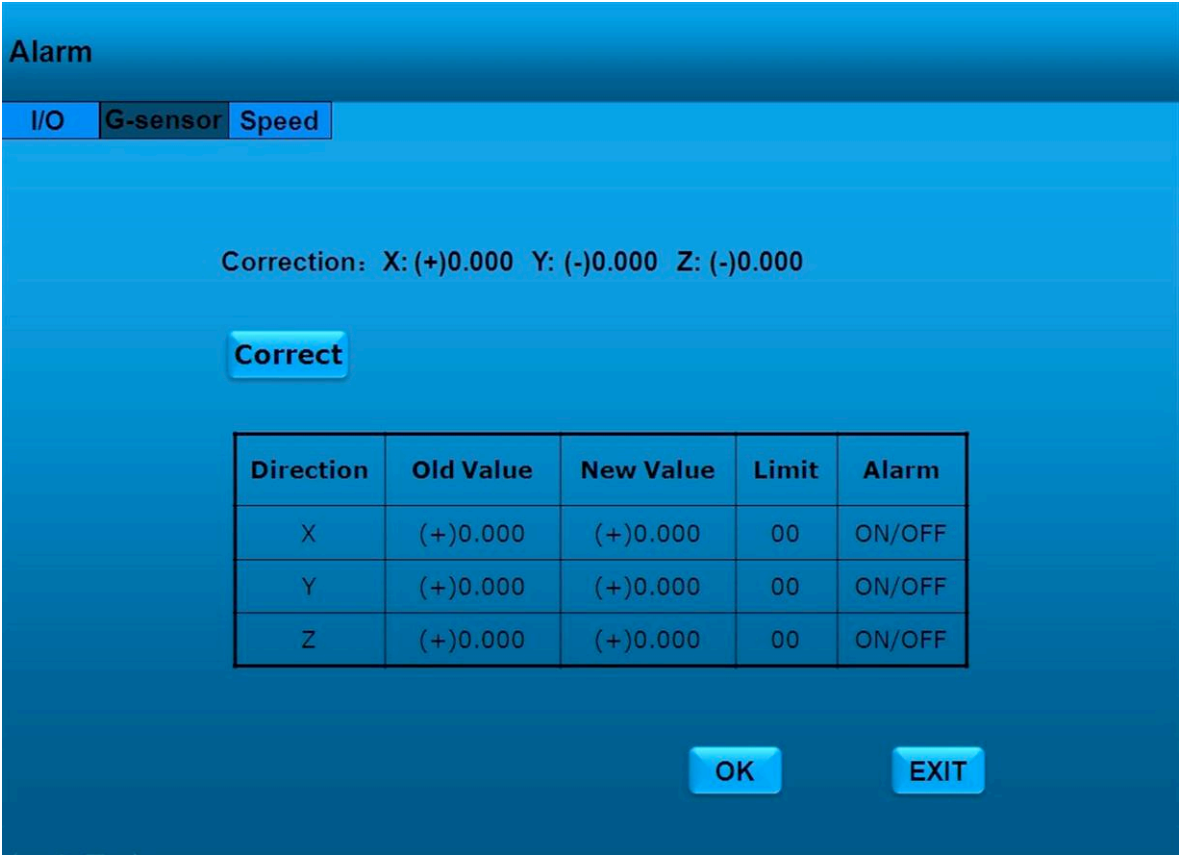 Alarm
I/O G-sensor Speed
Correction： X: (+)0.000 Y: (-)0.000 Z: (-)0.000
Correct
Direction Old Value New Value Limit Alarm
X (+)0.000 (+)0.000 00 ON/OFF
Y (+)0.000 (+)0.000 00 ON/OFF
Z (+)0.000 (+)0.000 00 ON/OFF
OK EXIT